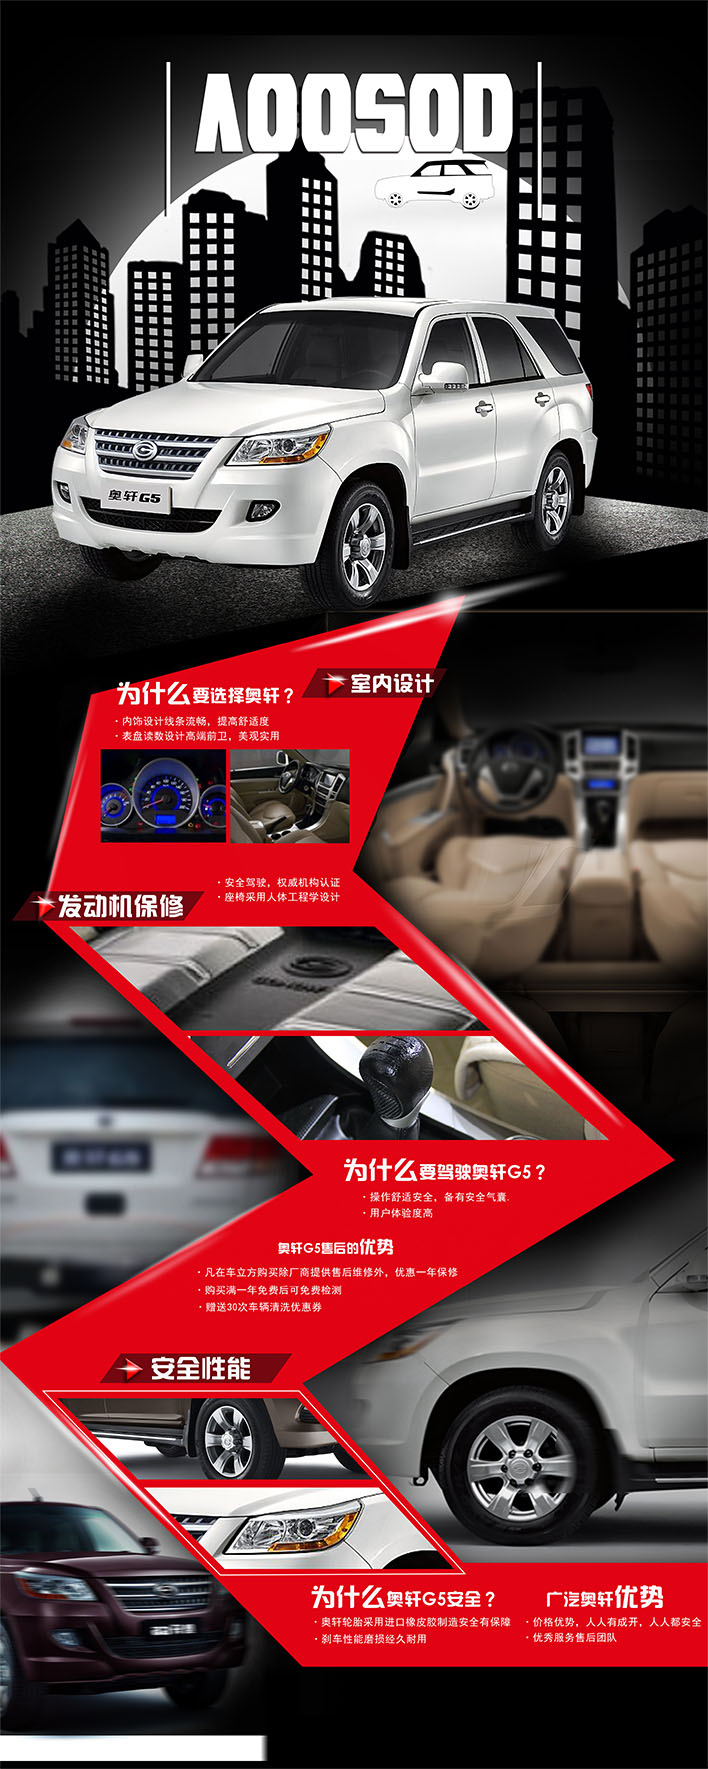 AOOSOD
奥轩G5
为什么要选择奥轩？
室内设计
·内饰设计线条流畅，提高舒适度
·表盘读数设计高端前卫，美观实用
·安全驾驶，权威机构认证
·座椅采用人体工程学设计
发动机保修
为什么要驾驶奥轩G5？
·操作舒适安全，备有安全气囊.
·用户体验度高
奥轩G5售后的优势
·凡在车立方购买除厂商提供售后维修外，优惠一年保修
·购买满一年免费后可免费检测
·赠送30次车辆清洗优惠券
安全性能
为什么奥轩G5安全？
·奥轩轮胎采用进口橡皮胶制造安全有保障
·刹车性能磨损经久耐用
广汽奥轩优势
·价格优势，人人有成开，人人都安全
·优秀服务售后团队